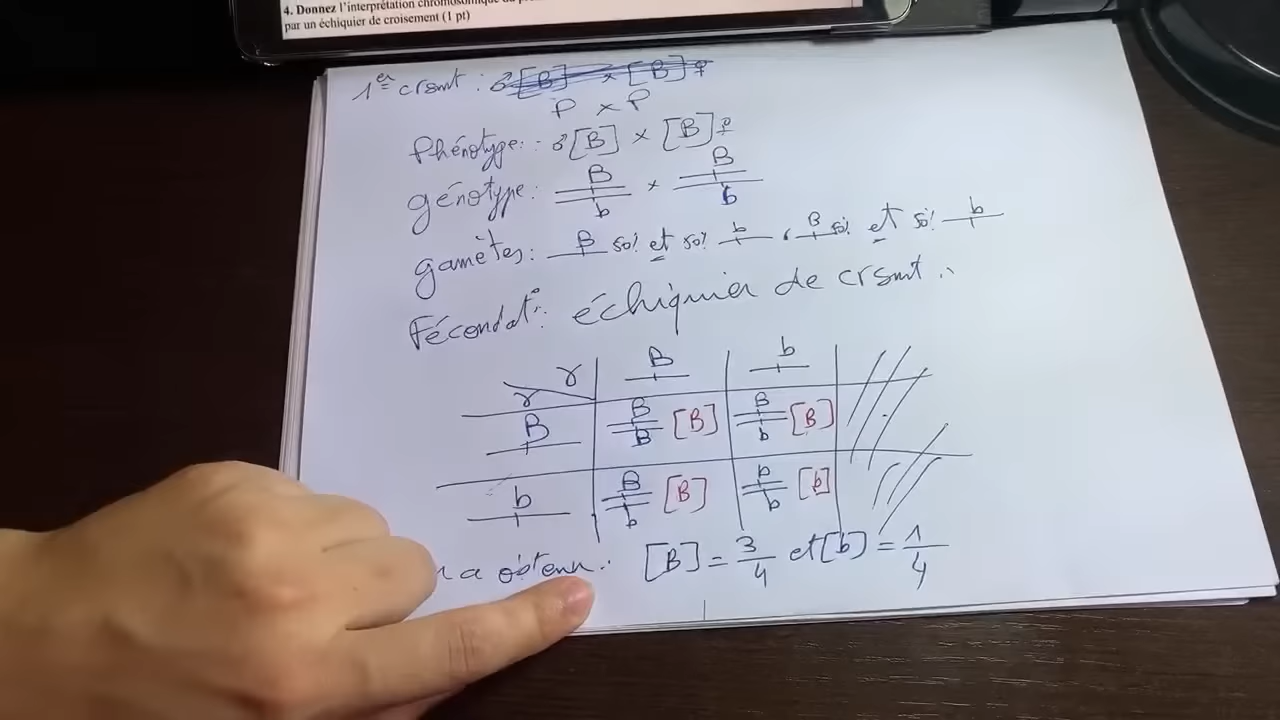 4. Donnez l'interprétation chromosomique du
par un échiquier de croisement (1 pt)
1er crsmt : ♂[B] × [B]♀
P × P
Phénotype: ♂[B] × [B]♀
génotype: B/b × B/b
gamètes: B 50% et 50% b , B 50% et 50% b
Fécondat°: échiquier de crsmt :
γ B b
γ
B B/B [B] B/b [B]
b B/b [B] b/b [b]
a obtenu: [B] = 3/4 et [b] = 1/4